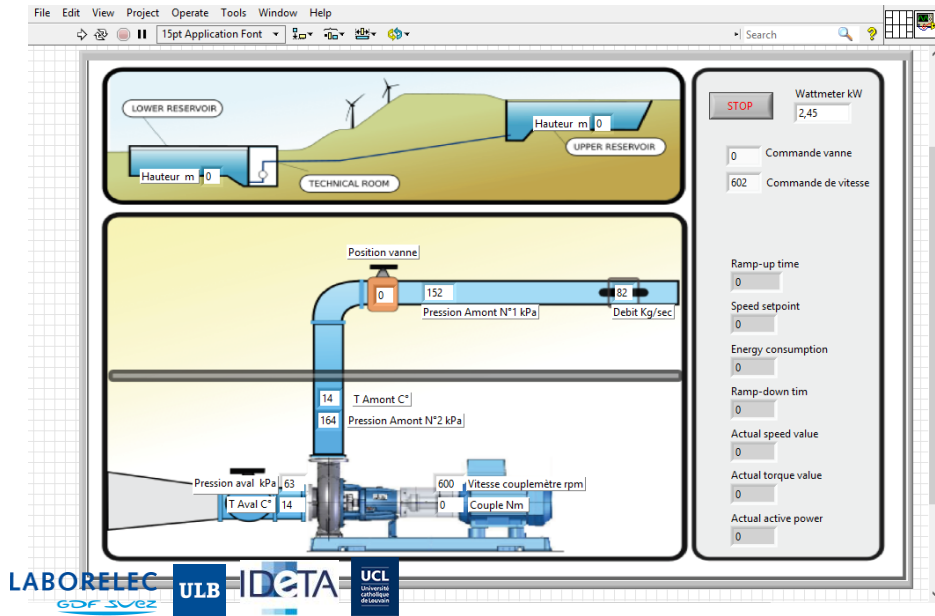 File Edit View Project Operate Tools Window Help
15pt Application Font
Search
LOWER RESERVOIR
Hauteur m 0
TECHNICAL ROOM
Hauteur m 0
UPPER RESERVOIR
STOP
Wattmeter kW
2,45
0 Commande vanne
602 Commande de vitesse
Position vanne
0
152
Pression Amont N°1 kPa
82
Debit Kg/sec
14 T Amont C°
164 Pression Amont N°2 kPa
Pression aval kPa 63
T Aval C° 14
600 Vitesse couplemètre rpm
0 Couple Nm
Ramp-up time
0
Speed setpoint
0
Energy consumption
0
Ramp-down tim
0
Actual speed value
0
Actual torque value
0
Actual active power
0
LABORELEC
GDF SVEZ
ULB
IDeTA
UCL
Université
catholique
de Louvain